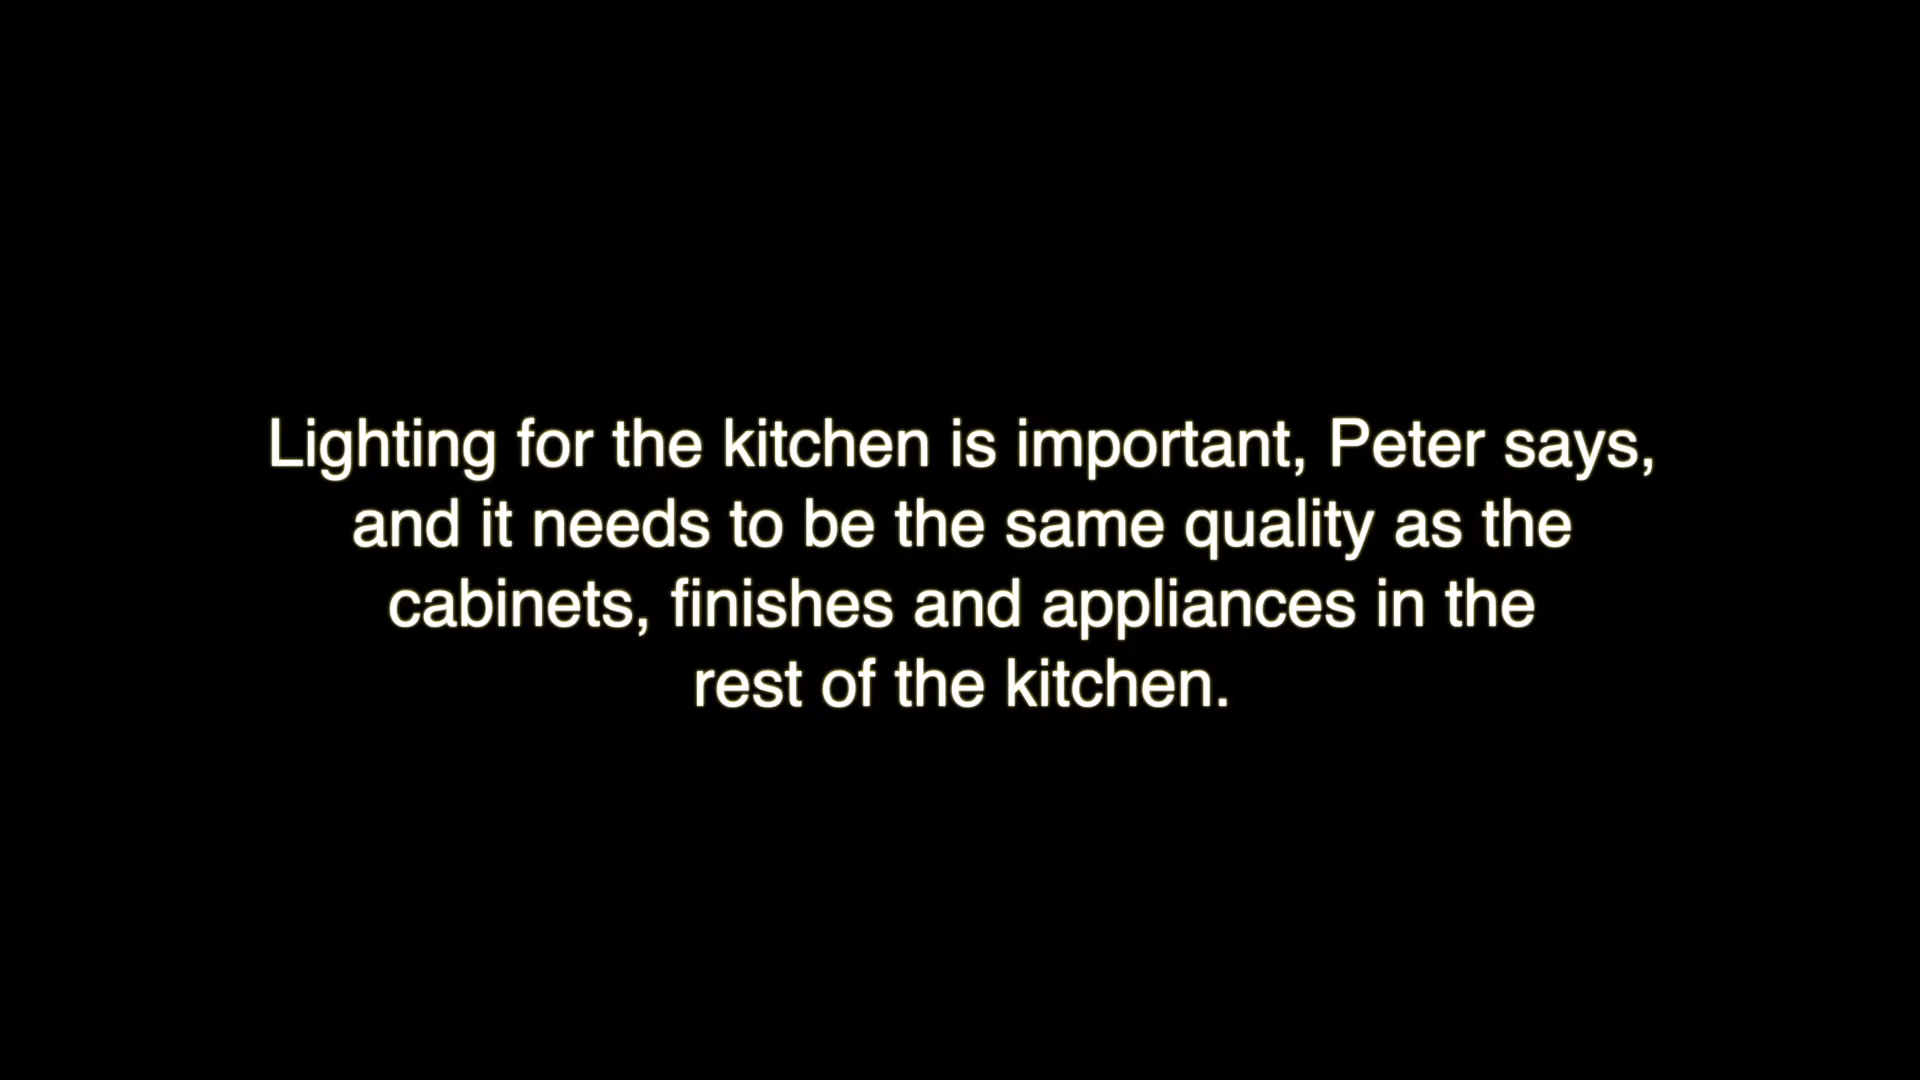 Lighting for the kitchen is important, Peter says,
and it needs to be the same quality as the
cabinets, finishes and appliances in the
rest of the kitchen.